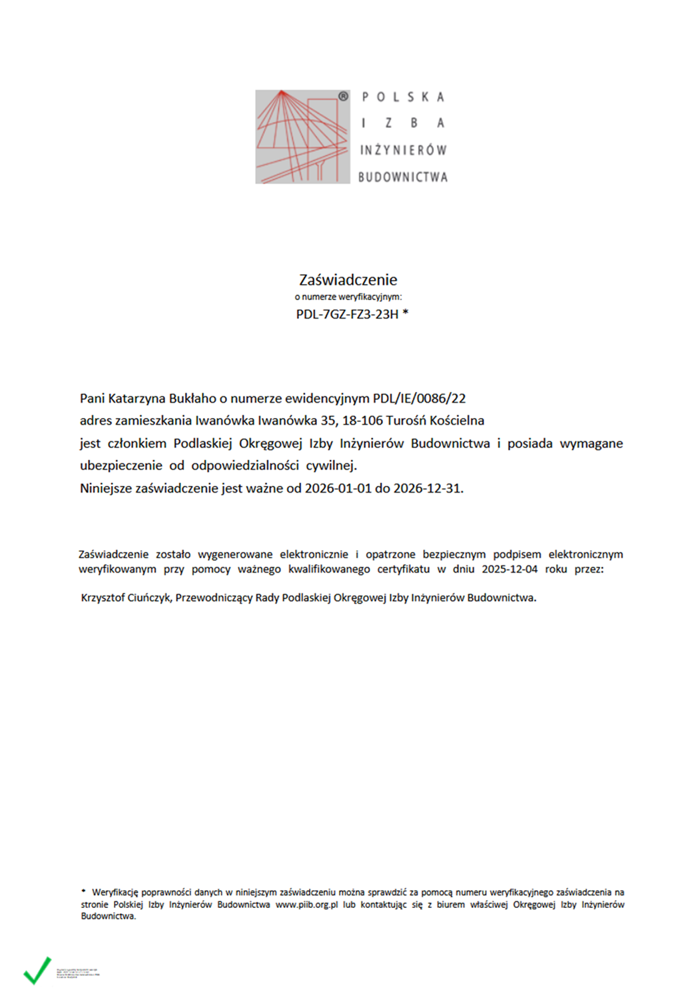 ®
POLSKA
IZBA
INŻYNIERÓW
BUDOWNICTWA
Zaświadczenie
o numerze weryfikacyjnym:
PDL-7GZ-FZ3-23H *
Pani Katarzyna Bukłaho o numerze ewidencyjnym PDL/IE/0086/22
adres zamieszkania Iwanówka Iwanówka 35, 18-106 Turośń Kościelna
jest członkiem Podlaskiej Okręgowej Izby Inżynierów Budownictwa i posiada wymagane
ubezpieczenie od odpowiedzialności cywilnej.
Niniejsze zaświadczenie jest ważne od 2026-01-01 do 2026-12-31.
Zaświadczenie zostało wygenerowane elektronicznie i opatrzone bezpiecznym podpisem elektronicznym
weryfikowanym przy pomocy ważnego kwalifikowanego certyfikatu w dniu 2025-12-04 roku przez:
Krzysztof Ciuńczyk, Przewodniczący Rady Podlaskiej Okręgowej Izby Inżynierów Budownictwa.
* Weryfikację poprawności danych w niniejszym zaświadczeniu można sprawdzić za pomocą numeru weryfikacyjnego zaświadczenia na
stronie Polskiej Izby Inżynierów Budownictwa www.piib.org.pl lub kontaktując się z biurem właściwej Okręgowej Izby Inżynierów
Budownictwa.